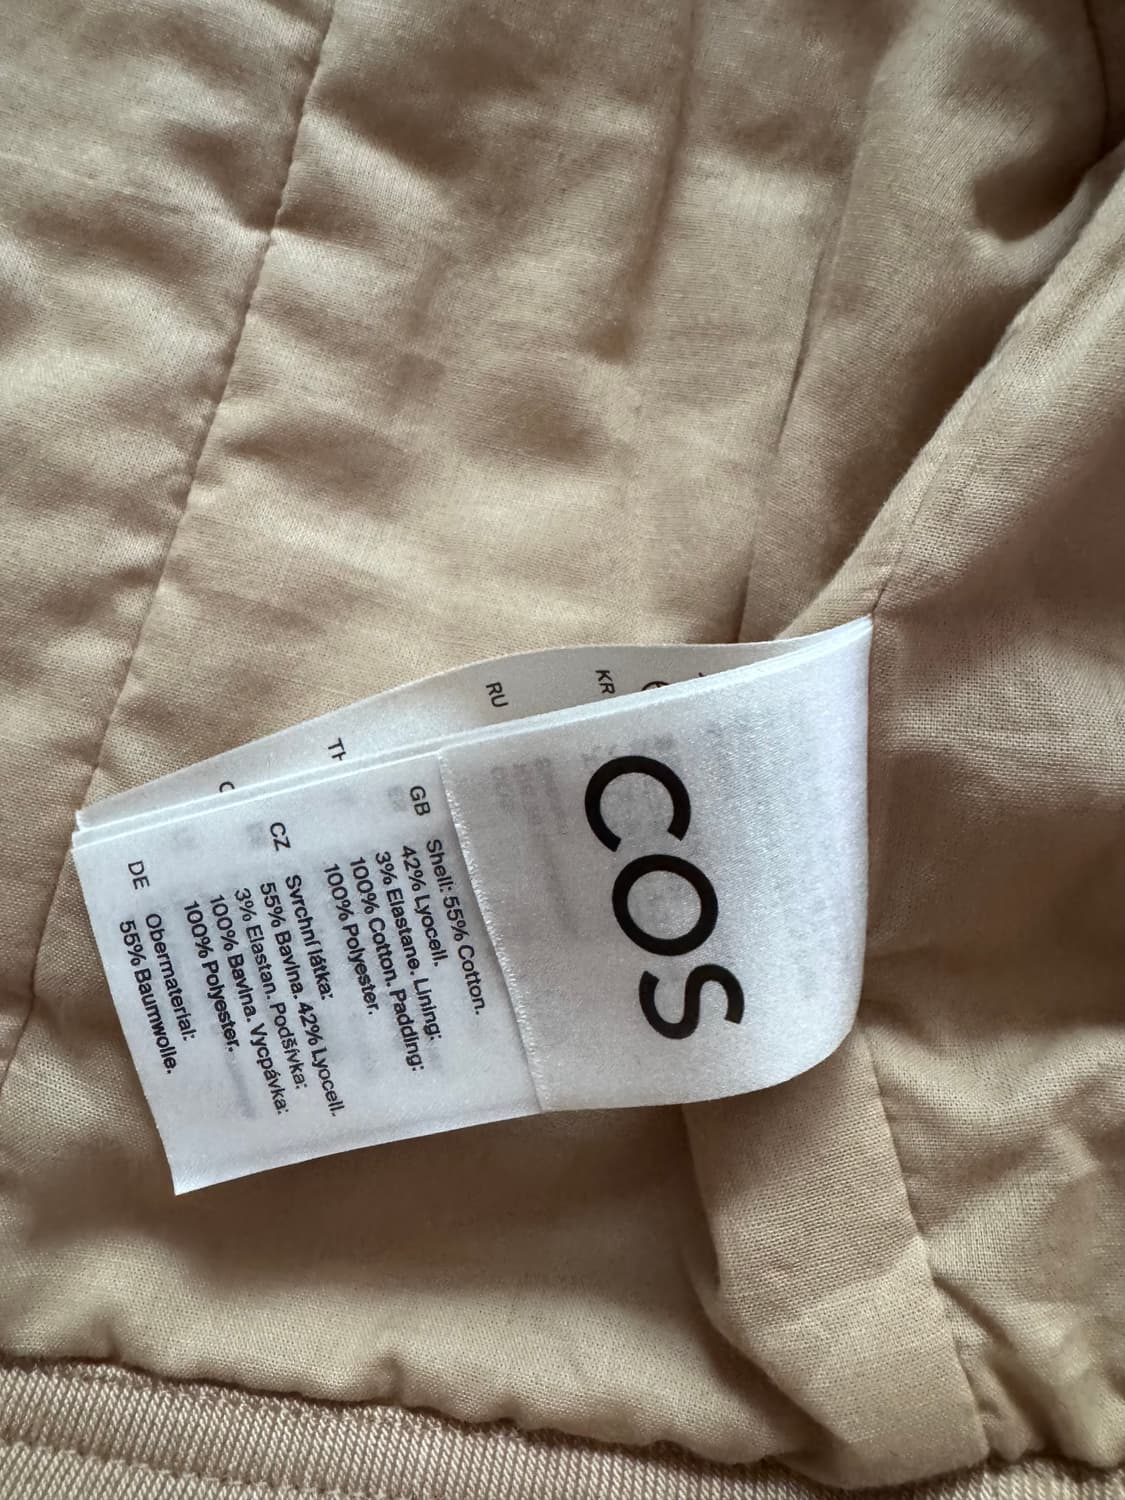 COS
GB Shell: 55% Cotton.
42% Lyocell.
3% Elastane. Lining:
100% Cotton. Padding:
100% Polyester.
CZ Svrchní látka:
55% Bavlna. 42% Lyocell.
3% Elastan. Podšívka:
100% Bavlna. Vycpávka:
100% Polyester.
DE Obermaterial:
55% Baumwolle.
KR
RU